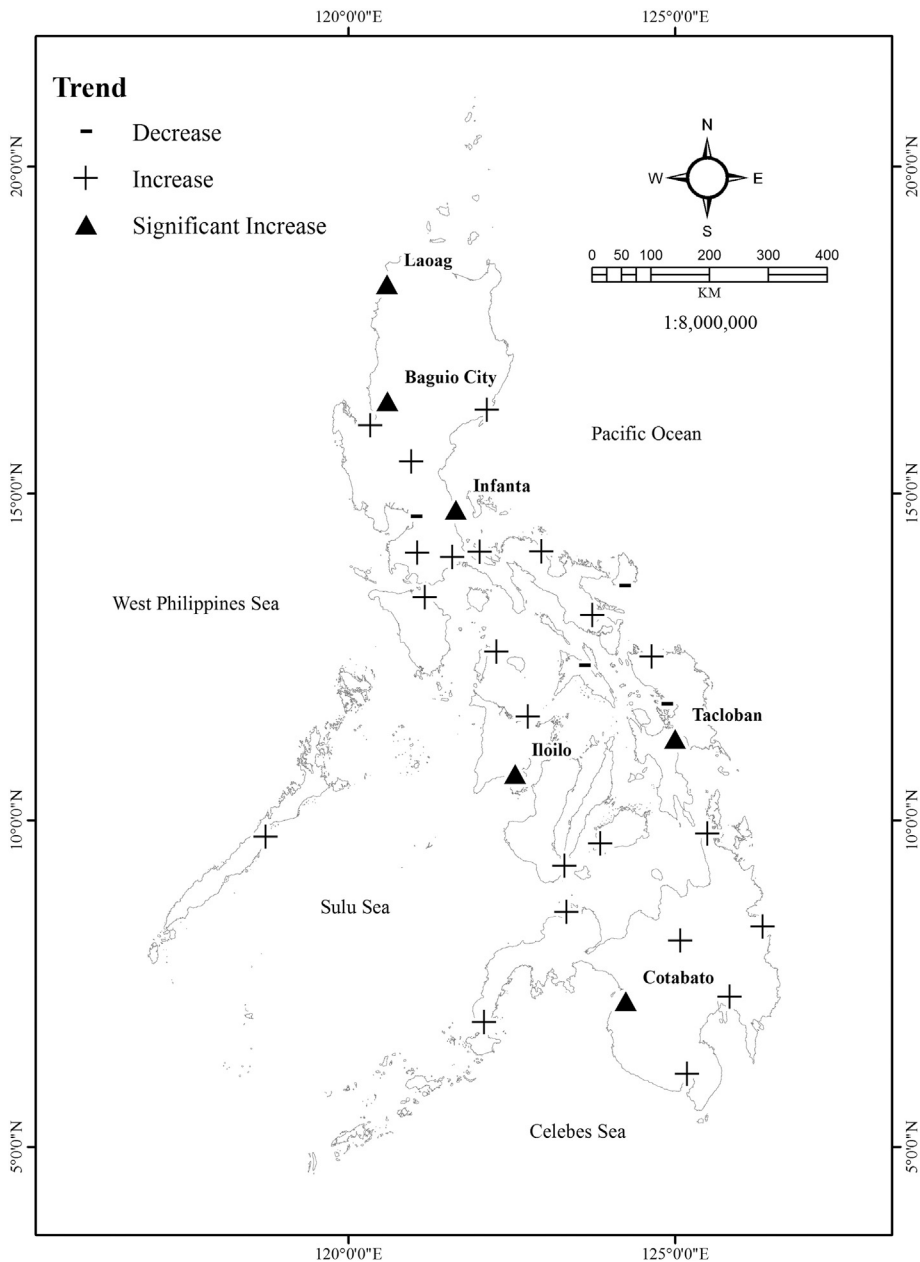 120°0'0"E 125°0'0"E
Trend
Decrease
Increase
Significant Increase
N
W E
S
0 50 100 200 300 400
KM
1:8,000,000
20°0'0"N 20°0'0"N
Laoag
Baguio City
Pacific Ocean
15°0'0"N 15°0'0"N
Infanta
West Philippines Sea
Tacloban
Iloilo
10°0'0"N 10°0'0"N
Sulu Sea
Cotabato
Celebes Sea
5°0'0"N 5°0'0"N
120°0'0"E 125°0'0"E